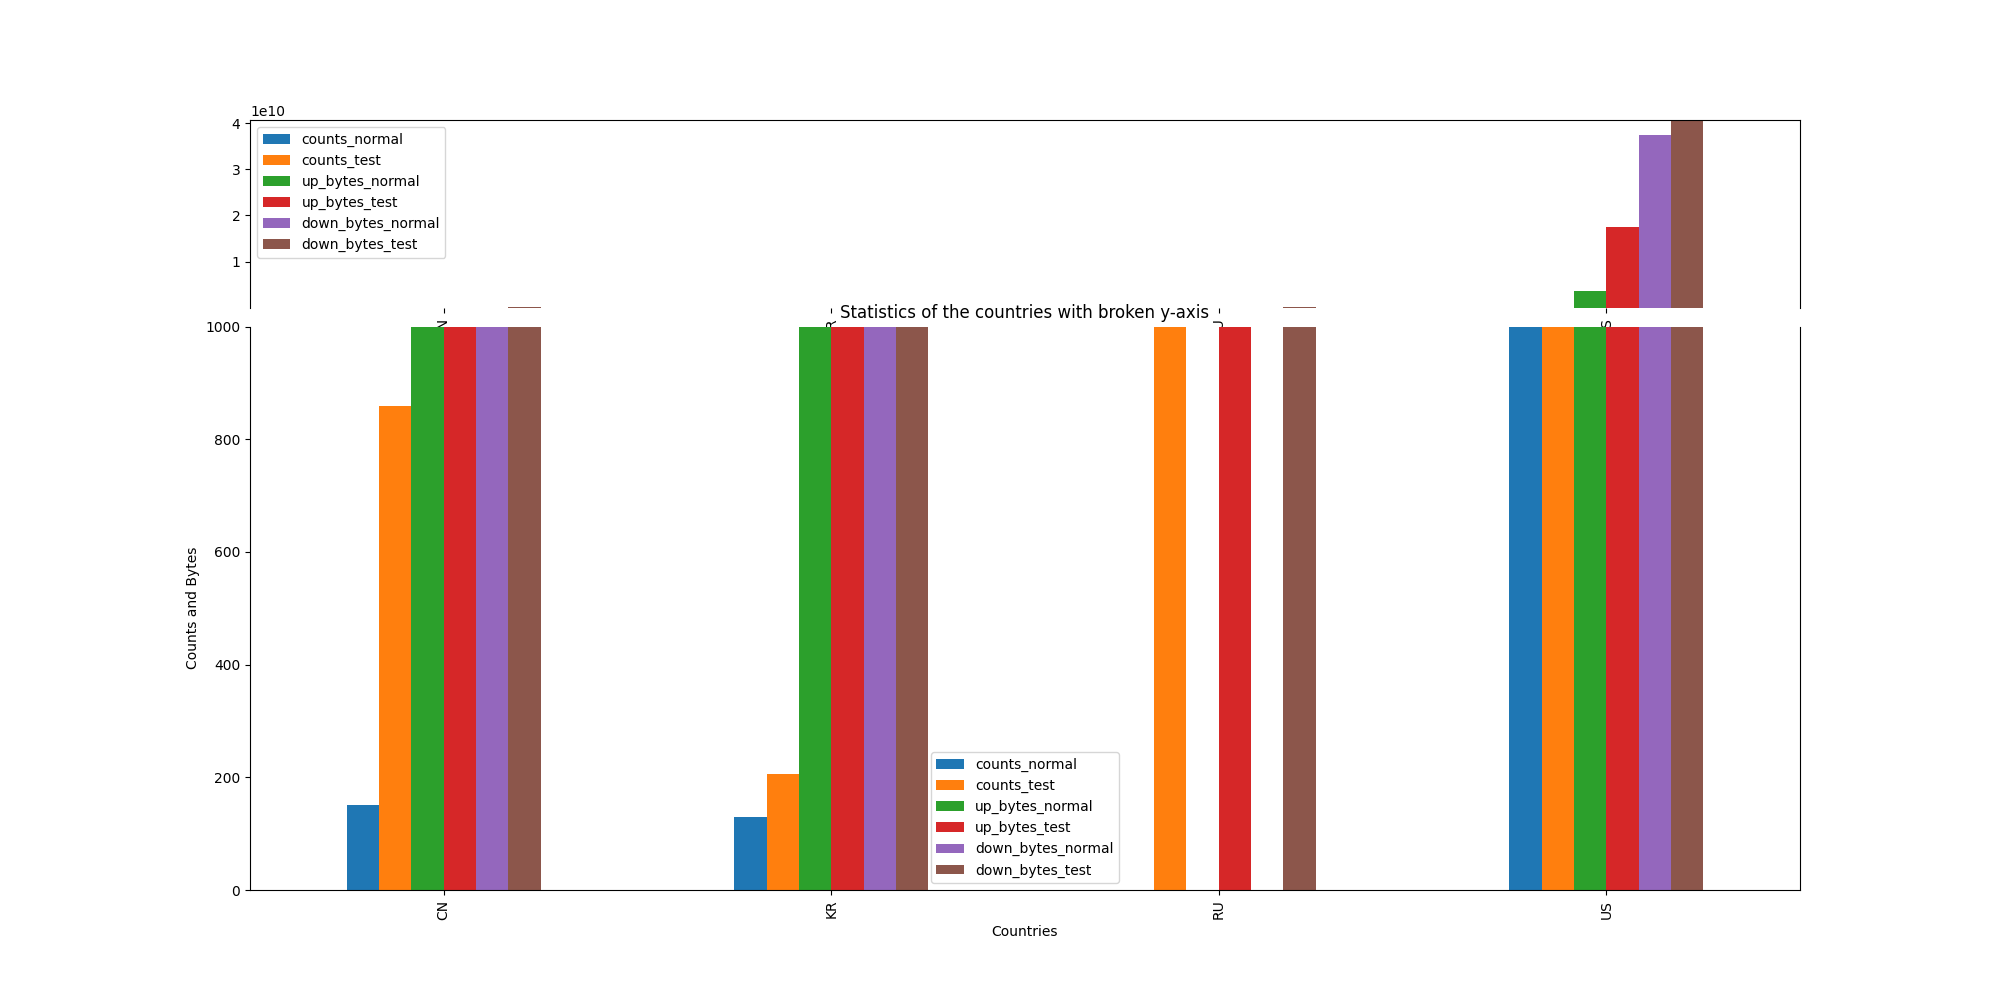 1e10
4
3
2
1
counts_normal
counts_test
up_bytes_normal
up_bytes_test
down_bytes_normal
down_bytes_test
Statistics of the countries with broken y-axis
1000
800
600
400
200
0
Counts and Bytes
counts_normal
counts_test
up_bytes_normal
up_bytes_test
down_bytes_normal
down_bytes_test
CN
KR
RU
US
Countries